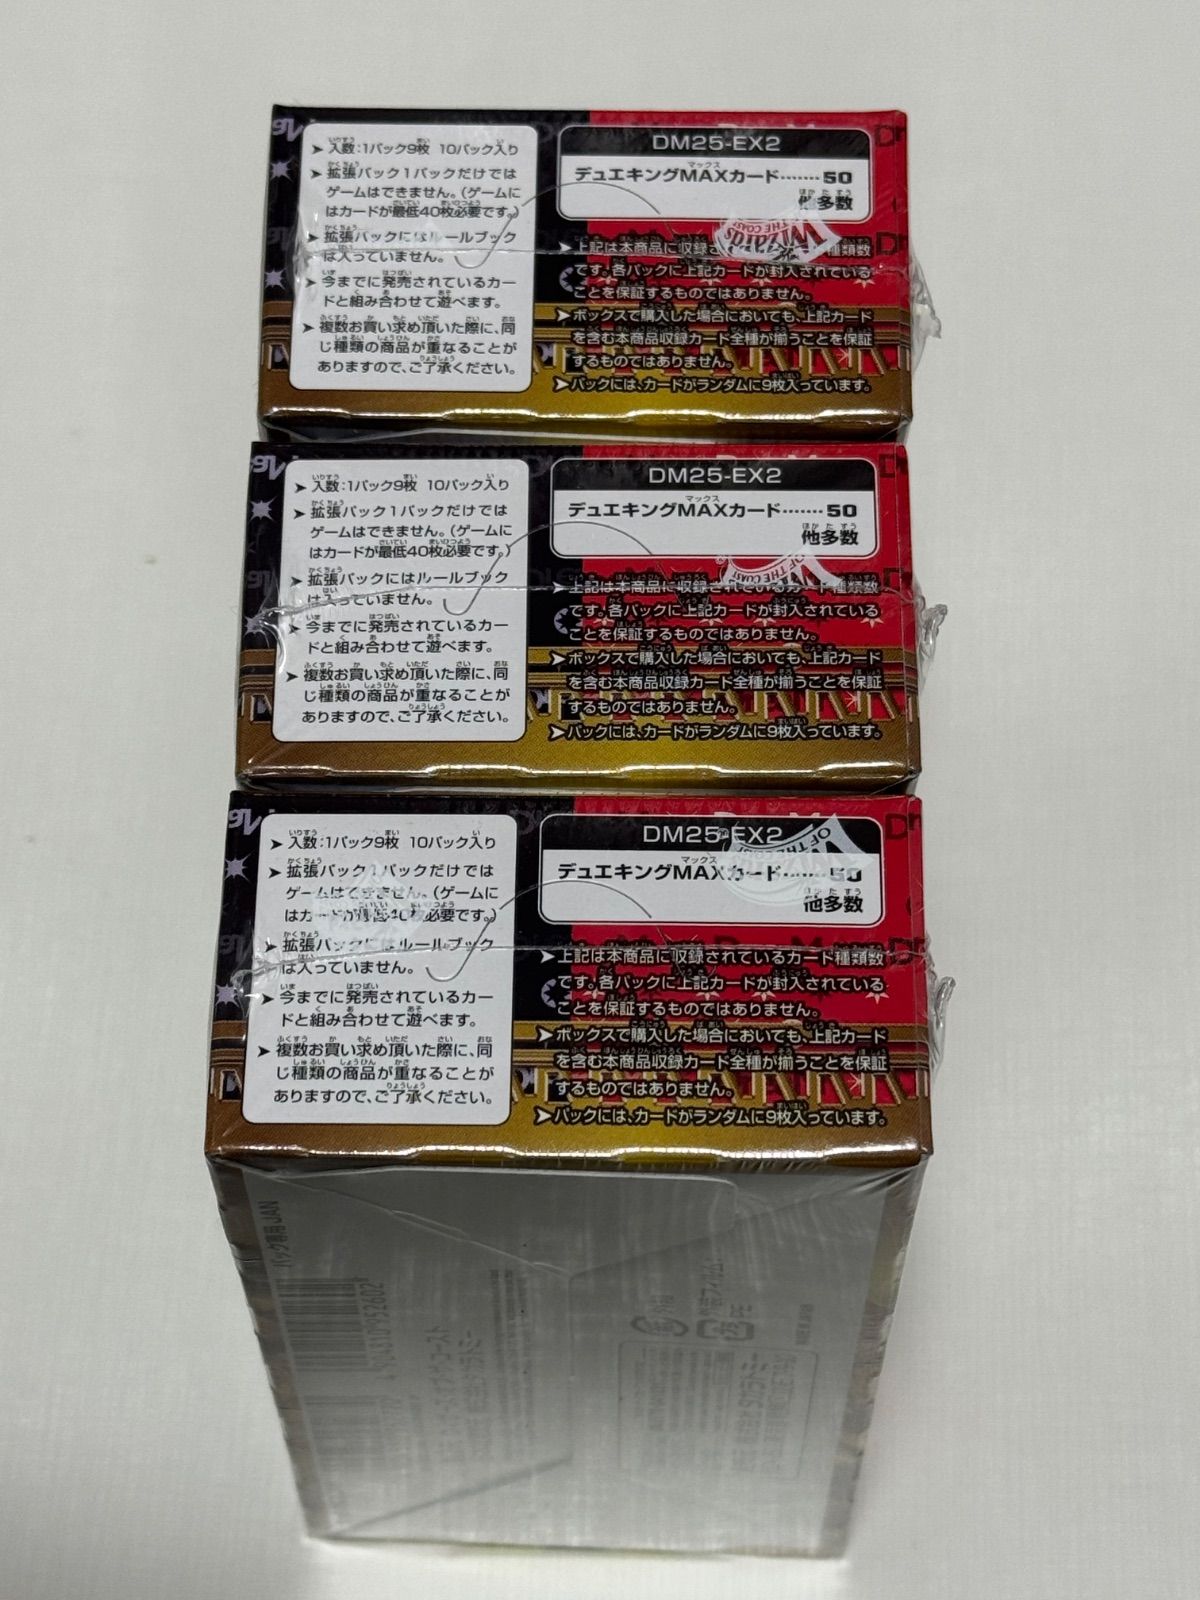 入数:1パック9枚 10パック入り
拡張パック1パックだけでは
ゲームはできません。(ゲームに
はカードが最低40枚必要です。)
拡張パックにはルールブック
は入っていません。
今までに発売されているカー
ドと組み合わせて遊べます。
複数お買い求め頂いた際に、同
じ種類の商品が重なることが
ありますので、ご了承ください。
DM25-EX2
デュエキングMAXカード……50
他多数
上記は本商品に収録されているカード種類数
です。各パックに上記カードが封入されている
ことを保証するものではありません。
ボックスで購入した場合においても、上記カード
を含む本商品収録カード全種が揃うことを保証
するものではありません。
パックには、カードがランダムに9枚入っています。
入数:1パック9枚 10パック入り
拡張パック1パックだけでは
ゲームはできません。(ゲームに
はカードが最低40枚必要です。)
拡張パックにはルールブック
は入っていません。
今までに発売されているカー
ドと組み合わせて遊べます。
複数お買い求め頂いた際に、同
じ種類の商品が重なることが
ありますので、ご了承ください。
DM25-EX2
デュエキングMAXカード……50
他多数
上記は本商品に収録されているカード種類数
です。各パックに上記カードが封入されている
ことを保証するものではありません。
ボックスで購入した場合においても、上記カード
を含む本商品収録カード全種が揃うことを保証
するものではありません。
パックには、カードがランダムに9枚入っています。
入数:1パック9枚 10パック入り
拡張パック1パックだけでは
ゲームはできません。(ゲームに
はカードが最低40枚必要です。)
拡張パックにはルールブック
は入っていません。
今までに発売されているカー
ドと組み合わせて遊べます。
複数お買い求め頂いた際に、同
じ種類の商品が重なることが
ありますので、ご了承ください。
DM25-EX2
デュエキングMAXカード……50
他多数
上記は本商品に収録されているカード種類数
です。各パックに上記カードが封入されている
ことを保証するものではありません。
ボックスで購入した場合においても、上記カード
を含む本商品収録カード全種が揃うことを保証
するものではありません。
パックには、カードがランダムに9枚入っています。
パック専用 JAN
4 904810 952602
外装フィルム:
PE